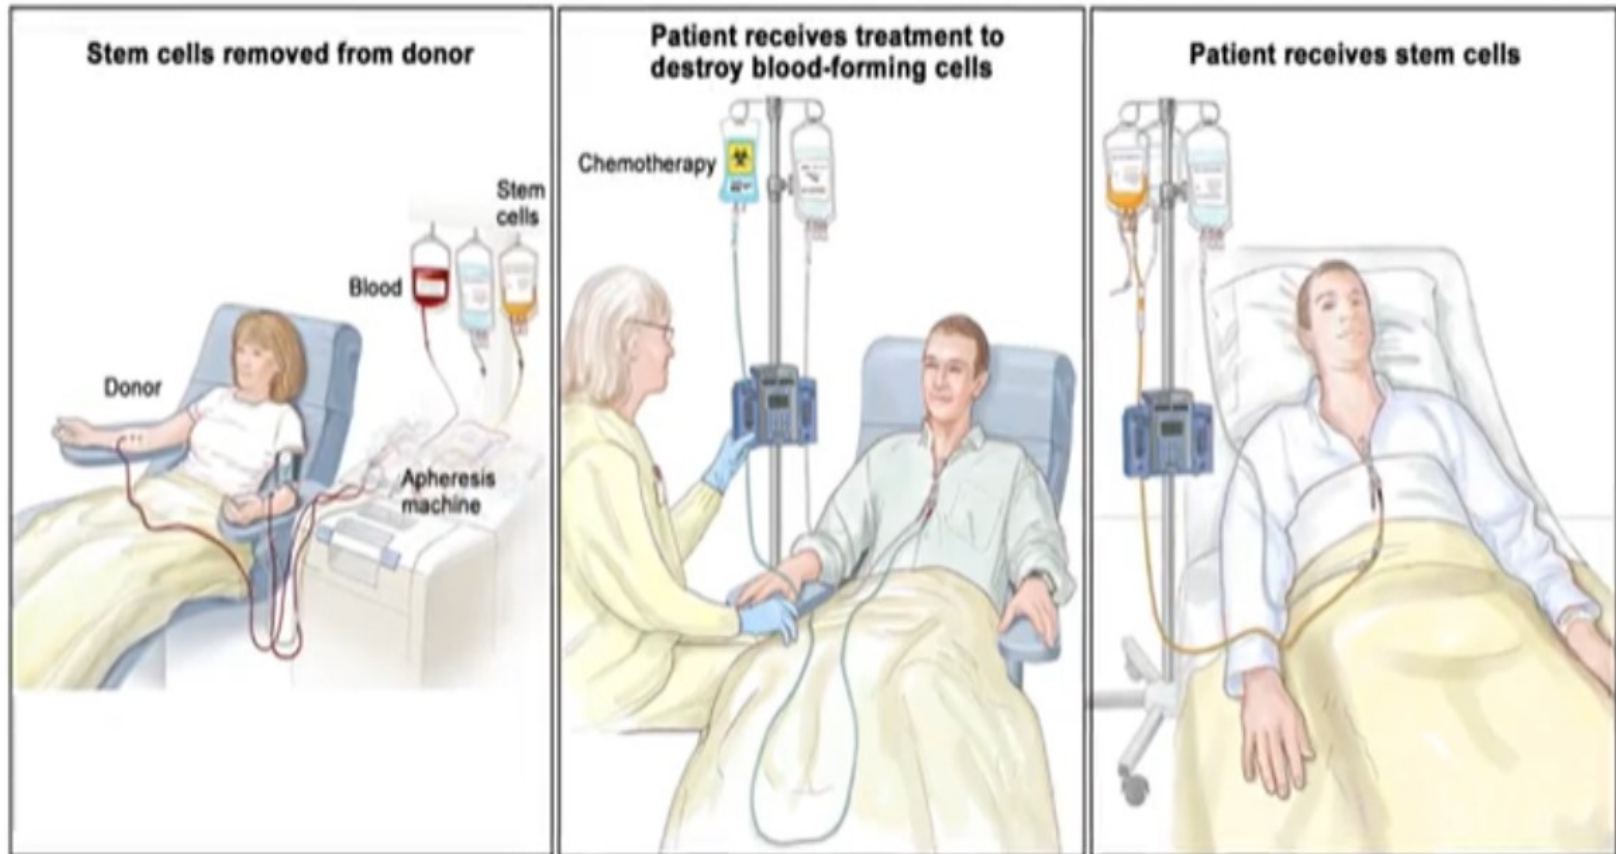 Stem cells removed from donor
Stem
cells
Blood
Donor
Apheresis
machine
Patient receives treatment to
destroy blood-forming cells
Chemotherapy
Patient receives stem cells